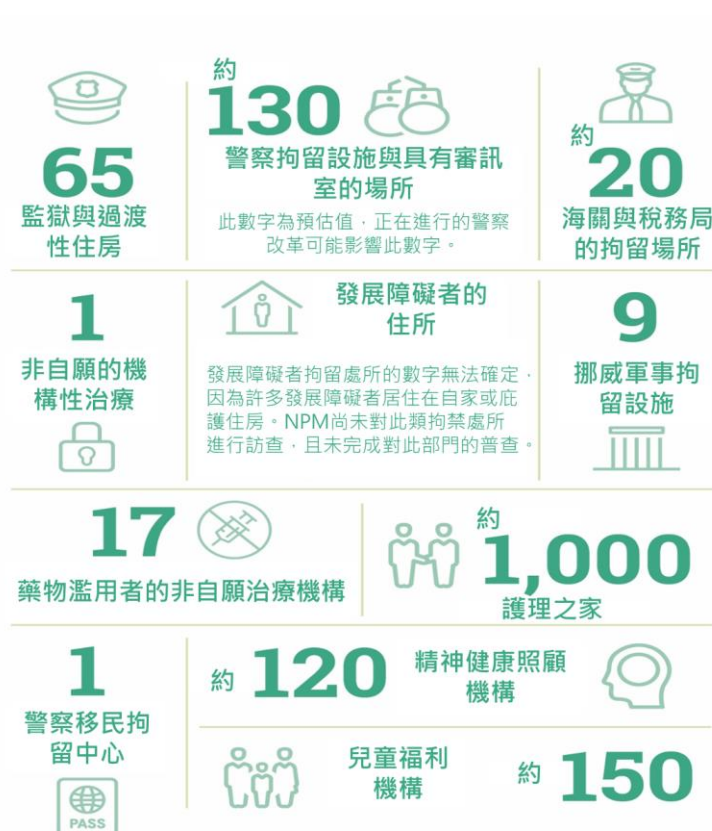 65
監獄與過渡
性住房
約
130
警察拘留設施與具有審訊
室的場所
此數字為預估值，正在進行的警察
改革可能影響此數字。
約
20
海關與稅務局
的拘留場所
1
非自願的機
構性治療
發展障礙者的
住所
發展障礙者拘留處所的數字無法確定，
因為許多發展障礙者居住在自家或庇
護住房。NPM尚未對此類拘禁處所
進行訪查，且未完成對此部門的普查。
9
挪威軍事拘
留設施
17
藥物濫用者的非自願治療機構
約
1,000
護理之家
1
警察移民拘
留中心
PASS
約 120
精神健康照顧
機構
兒童福利
機構
約 150